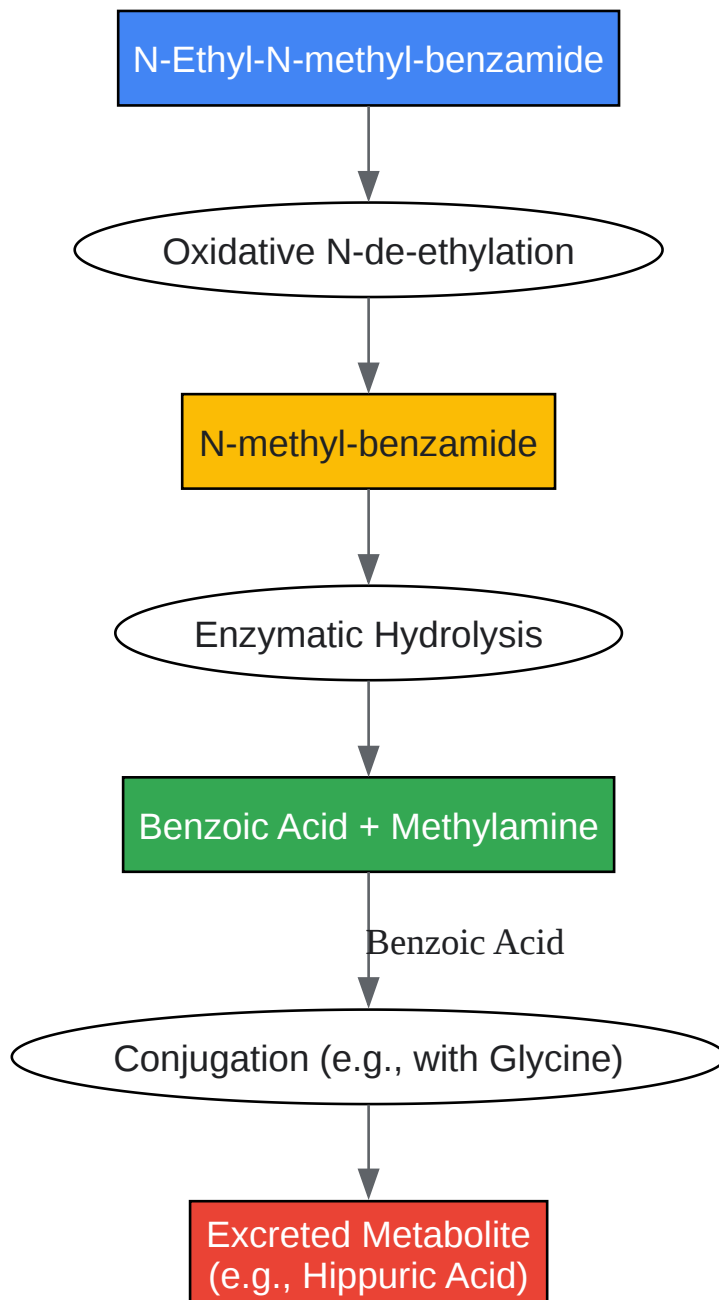 N-Ethyl-N-methyl-benzamide
Oxidative N-de-ethylation
N-methyl-benzamide
Enzymatic Hydrolysis
Benzoic Acid + Methylamine
Benzoic Acid
Conjugation (e.g., with Glycine)
Excreted Metabolite
(e.g., Hippuric Acid)